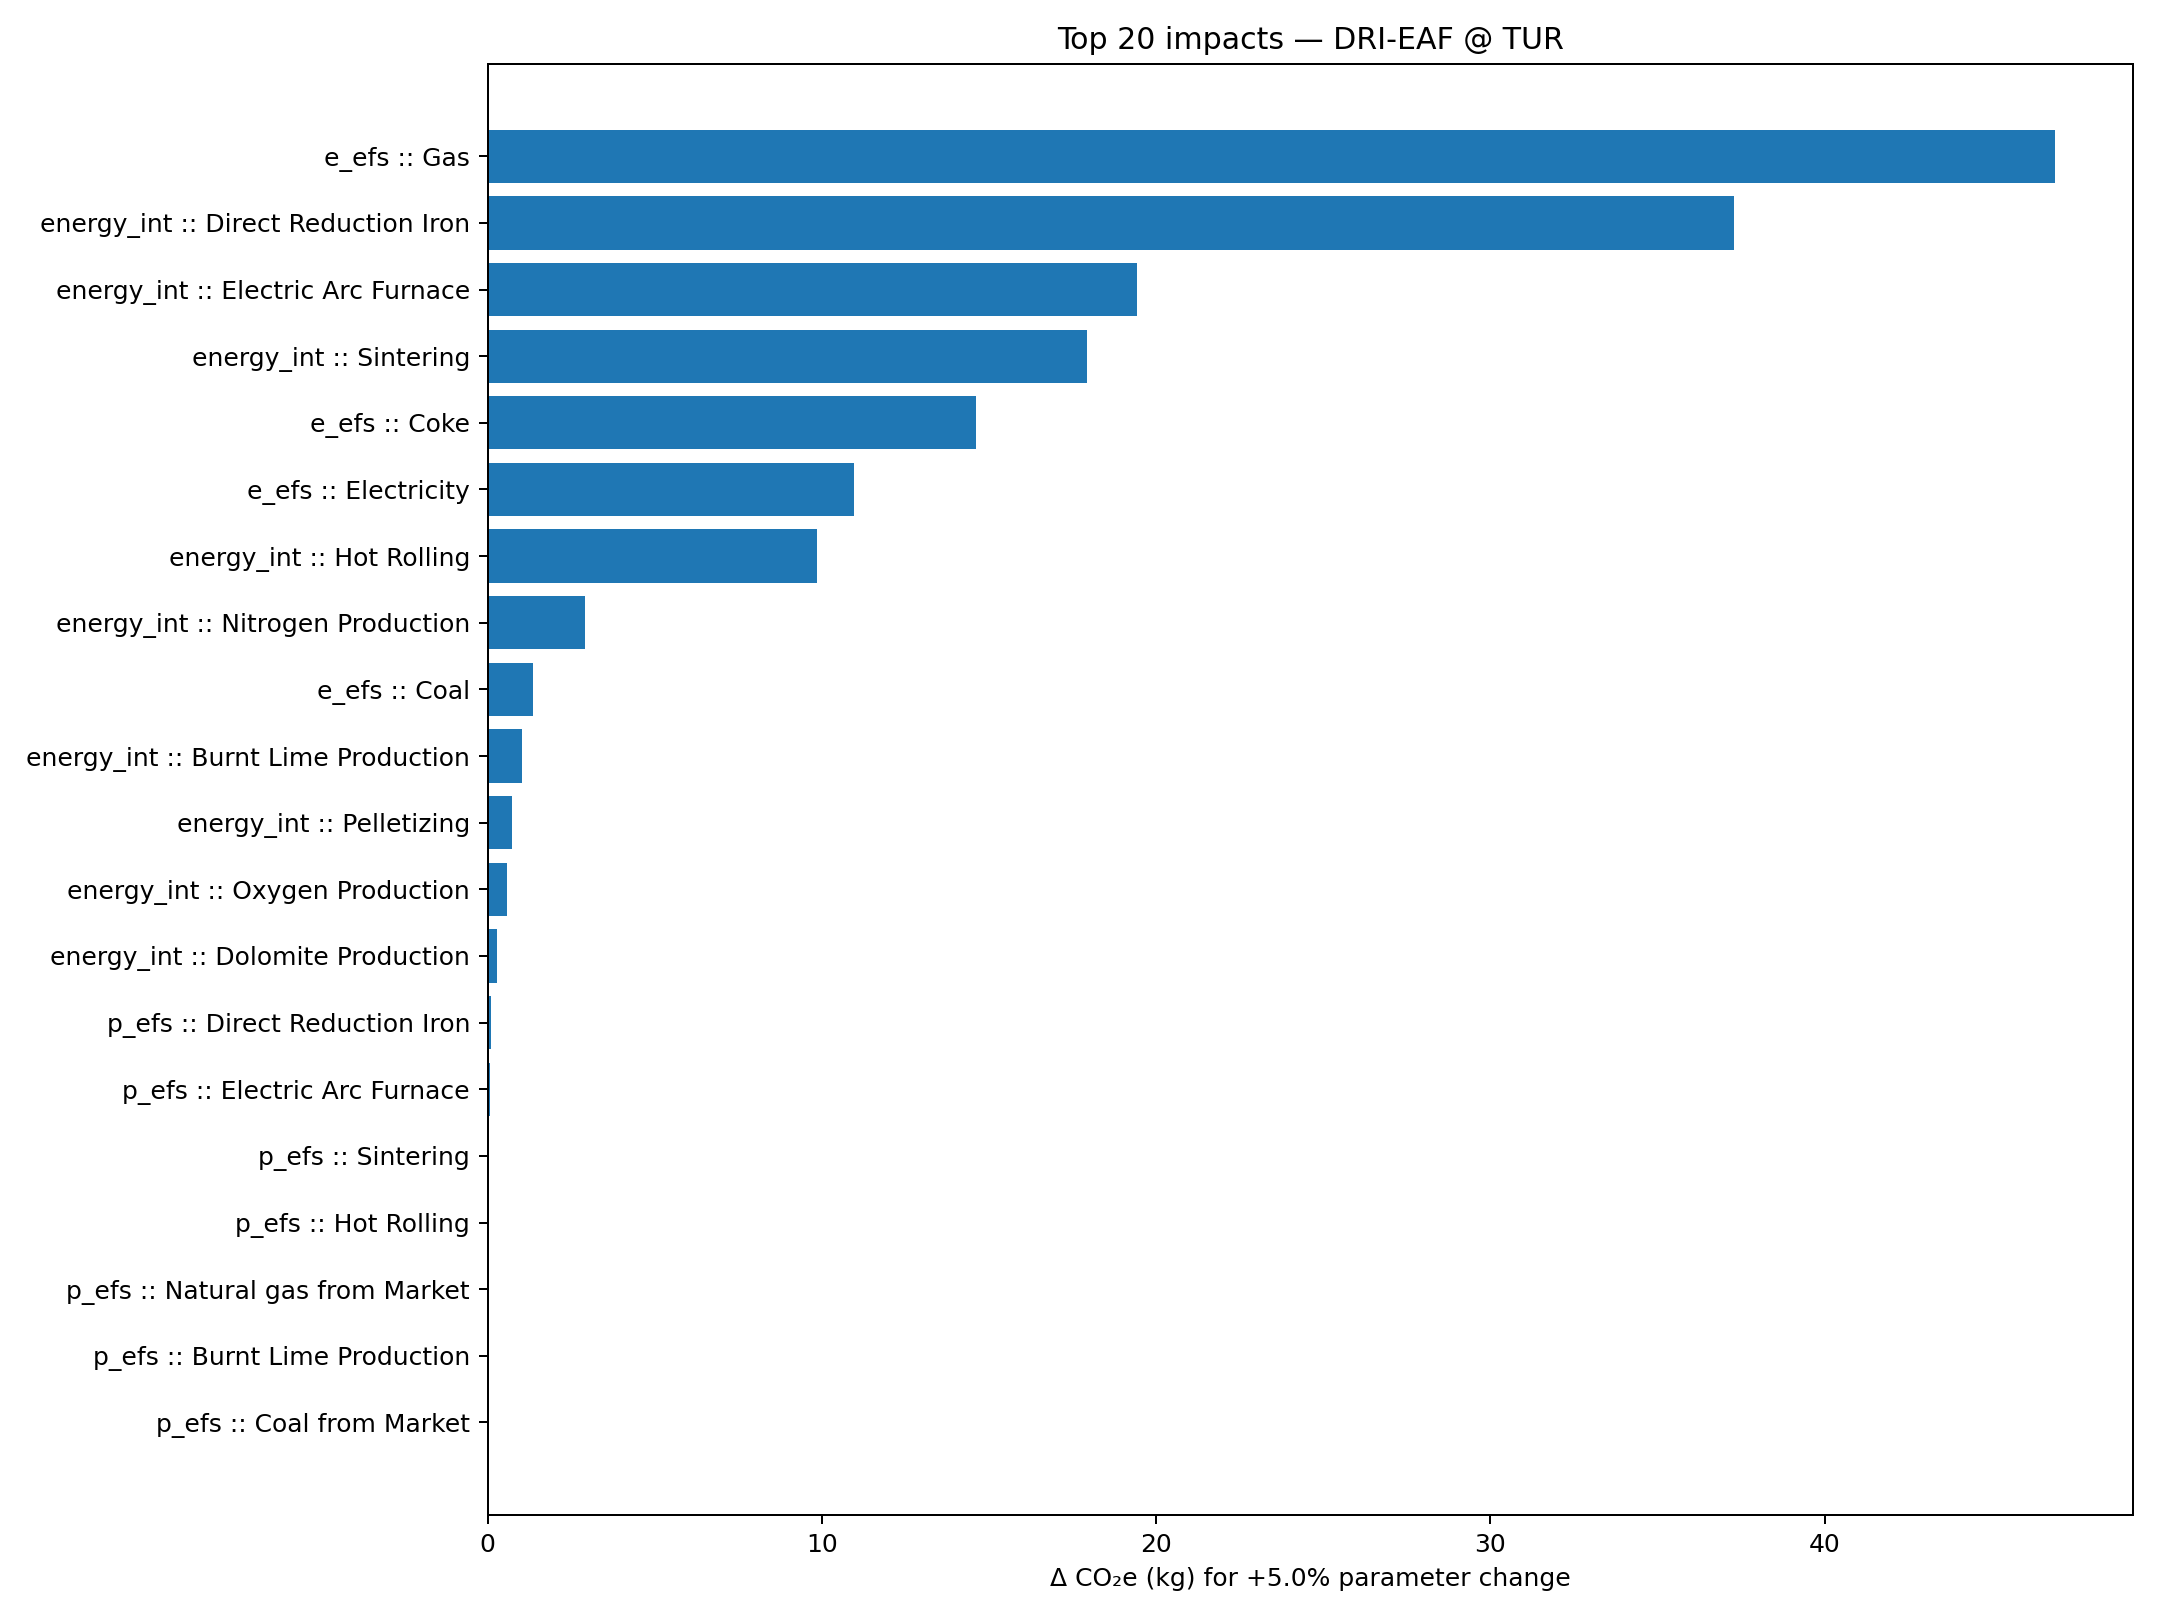 Top 20 impacts — DRI-EAF @ TUR
e_efs :: Gas
energy_int :: Direct Reduction Iron
energy_int :: Electric Arc Furnace
energy_int :: Sintering
e_efs :: Coke
e_efs :: Electricity
energy_int :: Hot Rolling
energy_int :: Nitrogen Production
e_efs :: Coal
energy_int :: Burnt Lime Production
energy_int :: Pelletizing
energy_int :: Oxygen Production
energy_int :: Dolomite Production
p_efs :: Direct Reduction Iron
p_efs :: Electric Arc Furnace
p_efs :: Sintering
p_efs :: Hot Rolling
p_efs :: Natural gas from Market
p_efs :: Burnt Lime Production
p_efs :: Coal from Market
0 10 20 30 40
Δ CO₂e (kg) for +5.0% parameter change